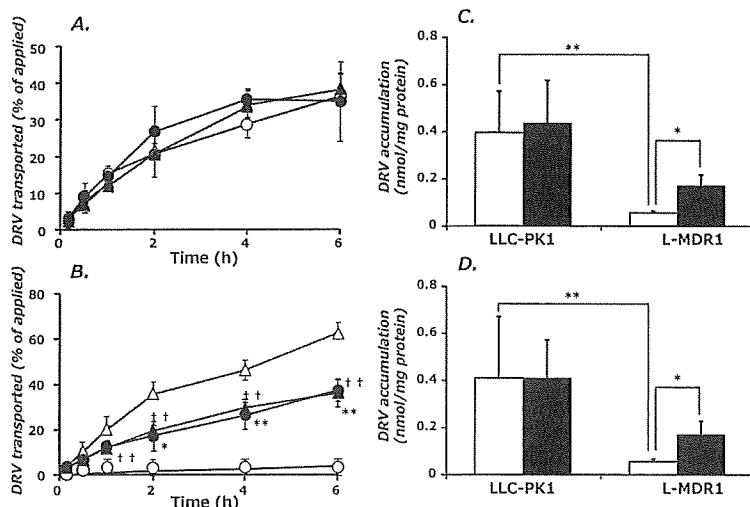 A.
DRV transported (% of applied)
50
40
30
20
10
0
0
2
4
6
Time (h)
B.
DRV transported (% of applied)
80
60
40
20
0
0
2
4
6
Time (h)
† †
‡ †
*
‡ †
**
† †
**
C.
DRV accumulation
(nmol/mg protein)
0.8
0.6
0.4
0.2
0
**
*
LLC-PK1
L-MDR1
D.
DRV accumulation
(nmol/mg protein)
0.8
0.6
0.4
0.2
0
**
*
LLC-PK1
L-MDR1